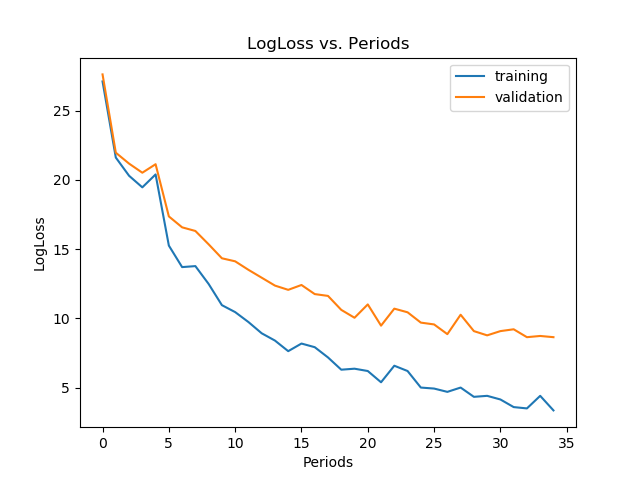 LogLoss vs. Periods
training
validation
LogLoss
25
20
15
10
5
0 5 10 15 20 25 30 35
Periods